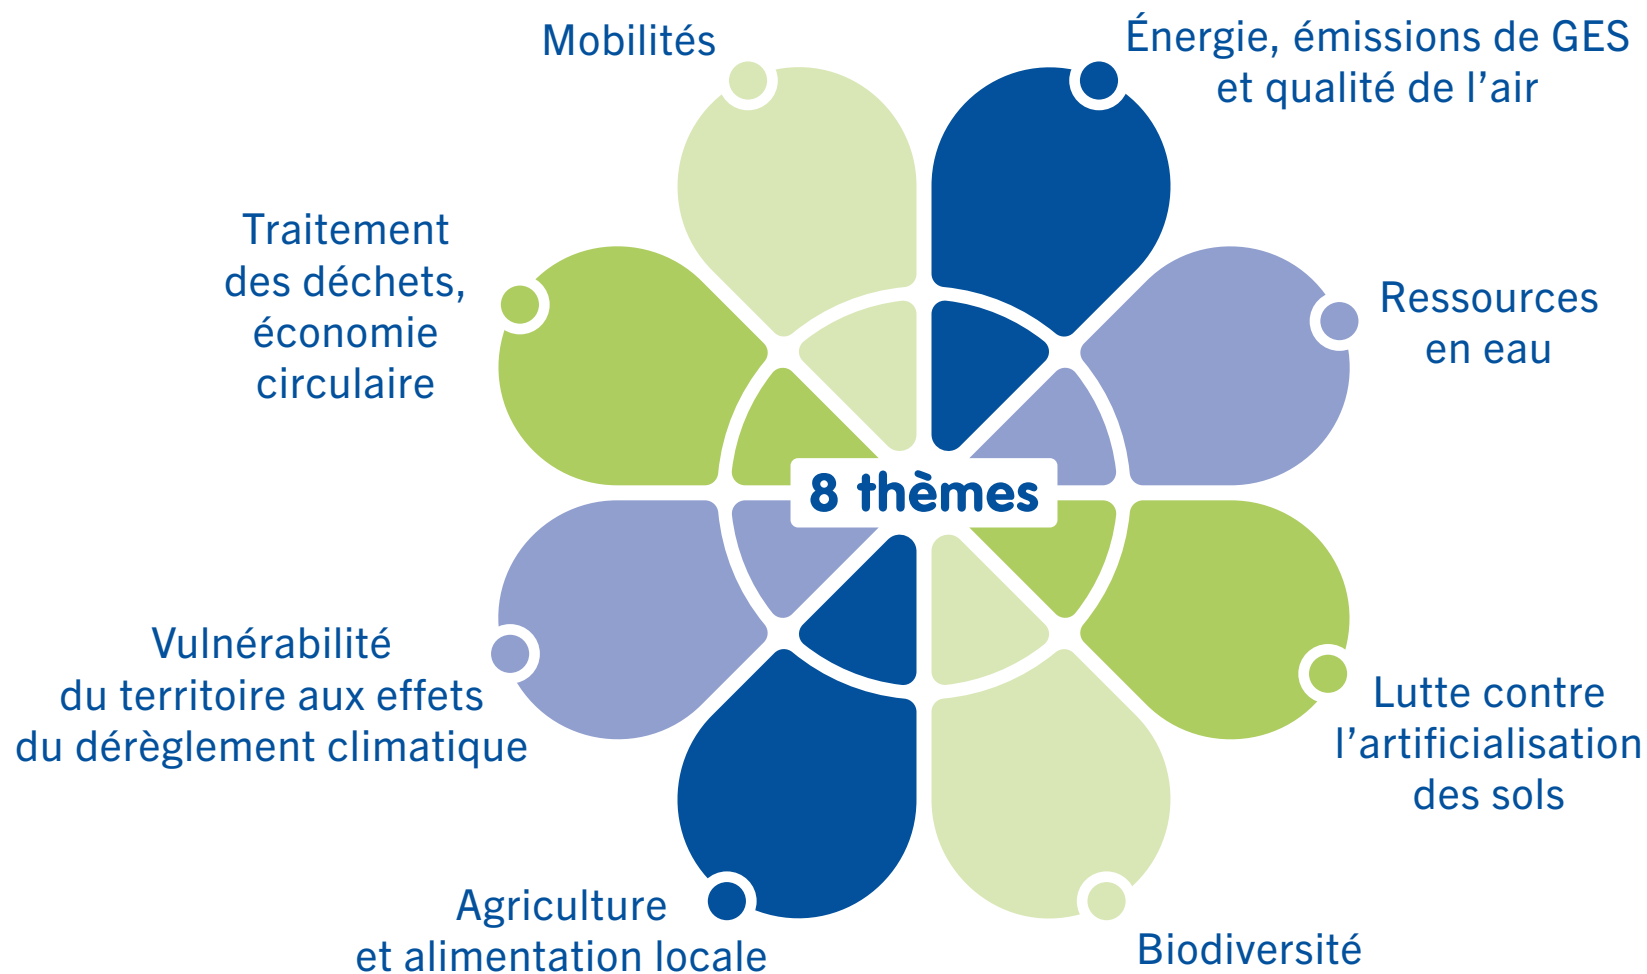 Mobilités
Énergie, émissions de GES
et qualité de l’air
Traitement
des déchets,
économie
circulaire
Ressources
en eau
8 thèmes
Vulnérabilité
du territoire aux effets
du dérèglement climatique
Lutte contre
l’artificialisation
des sols
Agriculture
et alimentation locale
Biodiversité